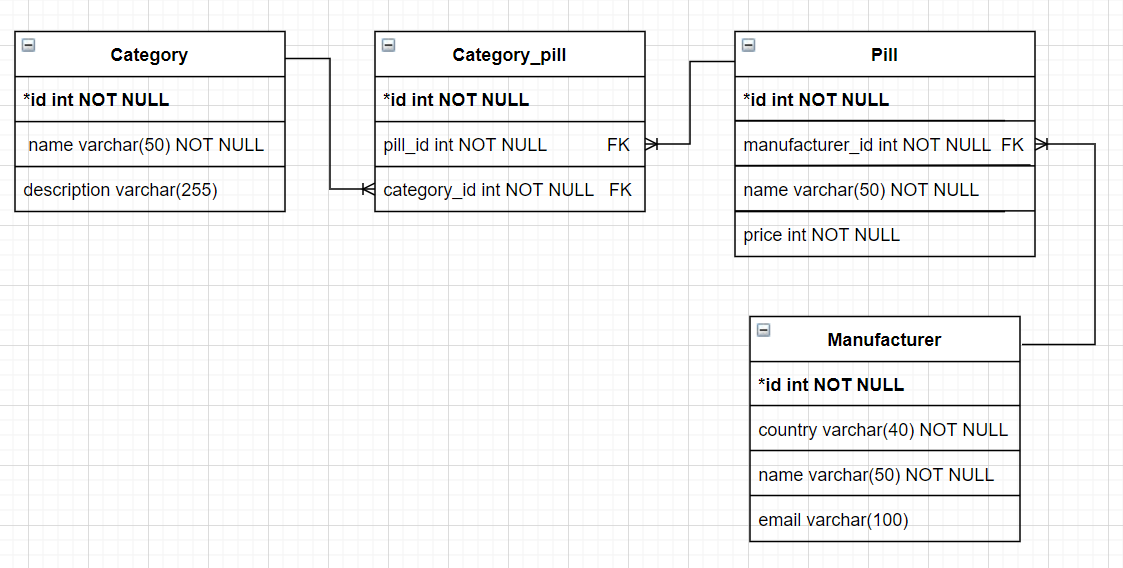 Category
*id int NOT NULL
name varchar(50) NOT NULL
description varchar(255)
Category_pill
*id int NOT NULL
pill_id int NOT NULL FK
category_id int NOT NULL FK
Pill
*id int NOT NULL
manufacturer_id int NOT NULL FK
name varchar(50) NOT NULL
price int NOT NULL
Manufacturer
*id int NOT NULL
country varchar(40) NOT NULL
name varchar(50) NOT NULL
email varchar(100)